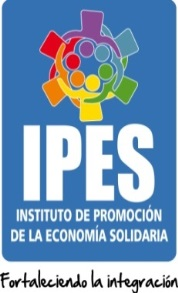 IPES
INSTITUTO DE PROMOCIÓN
DE LA ECONOMÍA SOLIDARIA
Fortaleciendo la integración